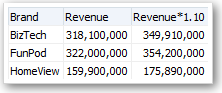 Brand Revenue Revenue*1.10
BizTech 318,100,000 349,910,000
FunPod 322,000,000 354,200,000
HomeView 159,900,000 175,890,000